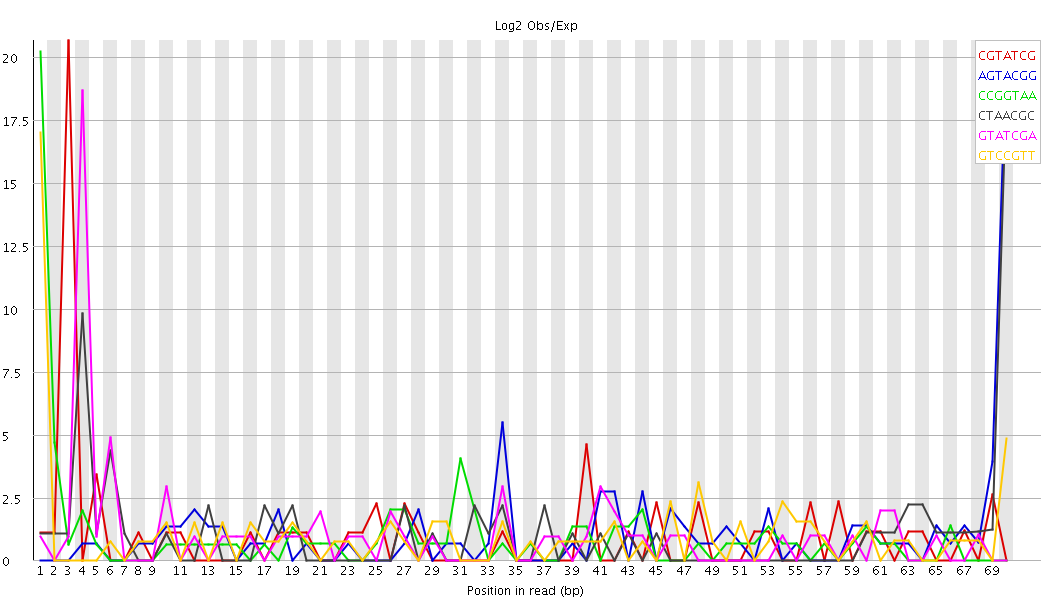 Log2 Obs/Exp
20
17.5
15
12.5
10
7.5
5
2.5
0
CGTATCG
AGTACGG
CCGGTAA
CTAACGC
GTATCGA
GTCCGTT
1 2 3 4 5 6 7 8 9 11 13 15 17 19 21 23 25 27 29 31 33 35 37 39 41 43 45 47 49 51 53 55 57 59 61 63 65 67 69
Position in read (bp)